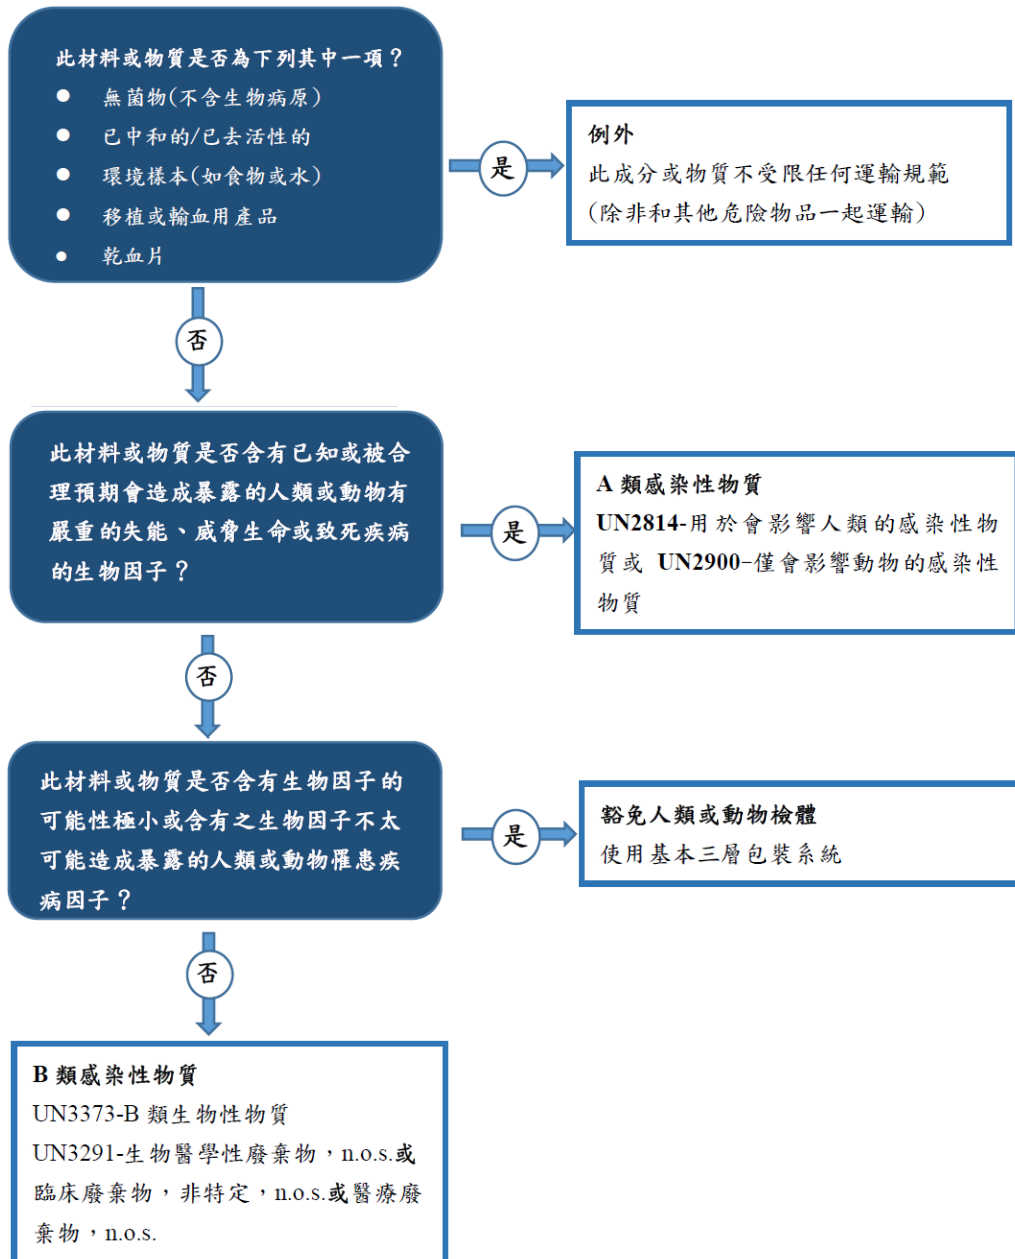 此材料或物質是否為下列其中一項？
● 無菌物(不含生物病原)
● 已中和的/已去活性的
● 環境樣本(如食物或水)
● 移植或輸血用產品
● 乾血片
是
例外
此成分或物質不受限任何運輸規範
(除非和其他危險物品一起運輸)
否
此材料或物質是否含有已知或被合
理預期會造成暴露的人類或動物有
嚴重的失能、威脅生命或致死疾病
的生物因子？
是
A 類感染性物質
UN2814-用於會影響人類的感染性物
質或 UN2900-僅會影響動物的感染性
物質
否
此材料或物質是否含有生物因子的
可能性極小或含有之生物因子不太
可能造成暴露的人類或動物罹患疾
病因子？
是
豁免人類或動物檢體
使用基本三層包裝系統
否
B 類感染性物質
UN3373-B 類生物性物質
UN3291-生物醫學性廢棄物，n.o.s.或
臨床廢棄物，非特定，n.o.s.或醫療廢
棄物，n.o.s.